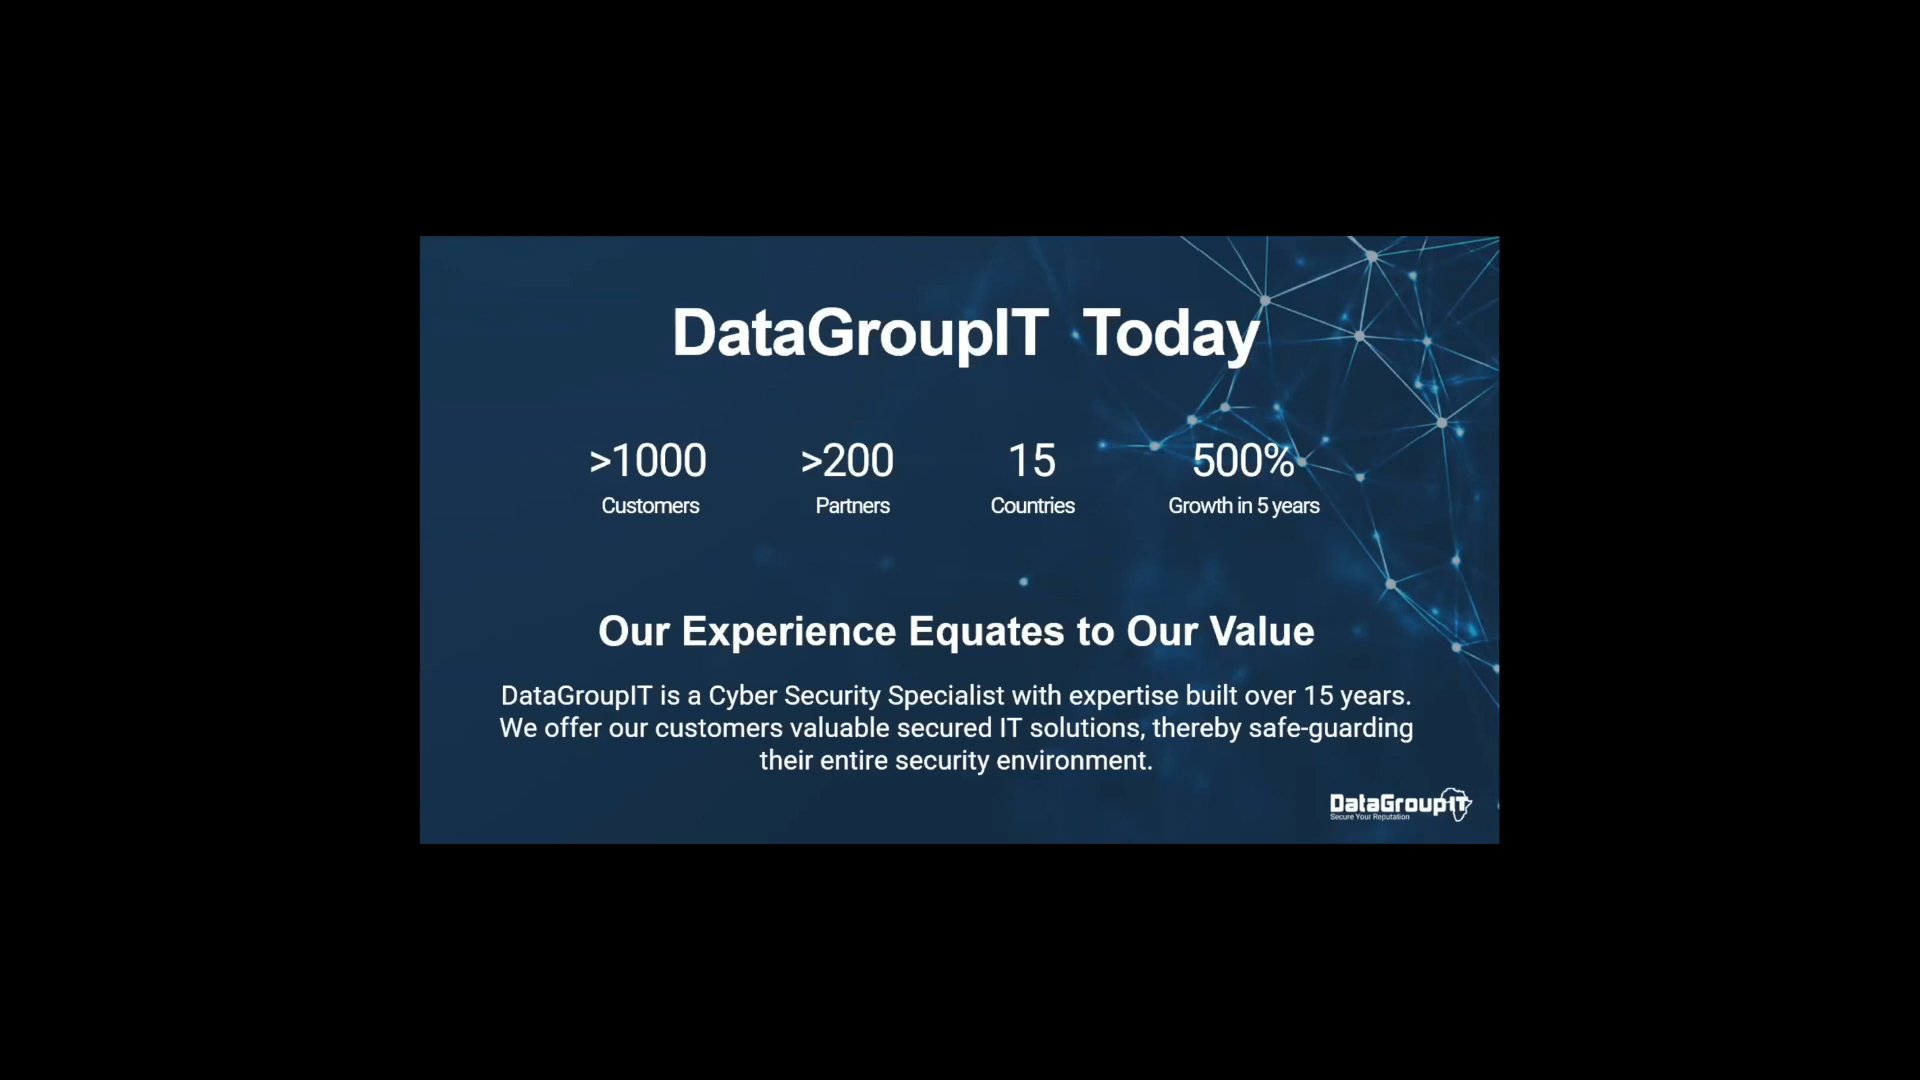 DataGroupIT Today
>1000 >200 15 500%
Customers Partners Countries Growth in 5 years
Our Experience Equates to Our Value
DataGroupIT is a Cyber Security Specialist with expertise built over 15 years.
We offer our customers valuable secured IT solutions, thereby safe-guarding
their entire security environment.
DataGroupIT
Secure Your Reputation